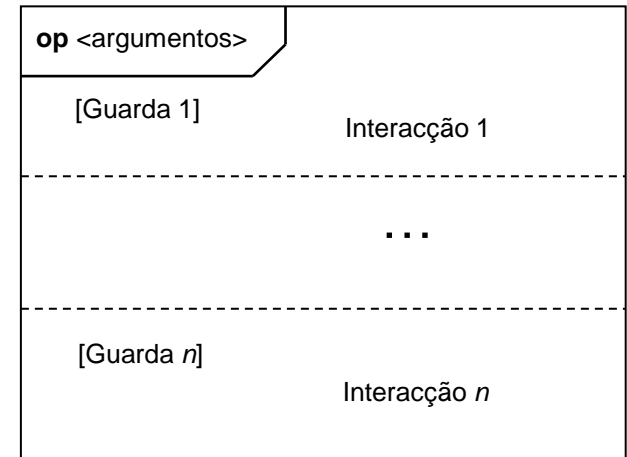 op <argumentos>
[Guarda 1]
Interacção 1
...
[Guarda n]
Interacção n